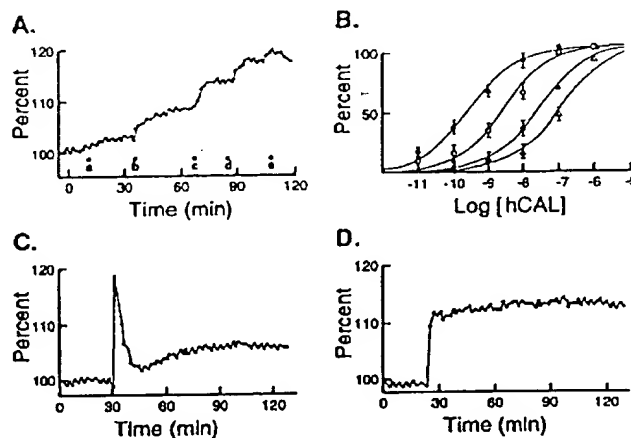 A.
Percent
120
110
100
a b c d e
0 30 60 90 120
Time (min)
B.
Percent
100
50
-11 -10 -9 -8 -7 -6
Log [hCAL]
C.
Percent
120
110
100
0 30 60 90 120
Time (min)
D.
Percent
120
110
100
0 30 60 90 120
Time (min)